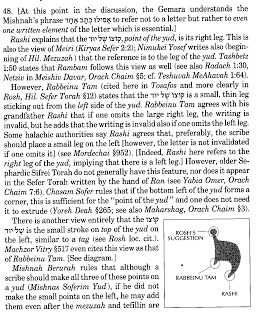 48. [At this point in the discussion, the Gemara understands the
Mishnah's phrase אֲפִילוּ כְּתָב אֶחָד to refer not to a letter but rather to even
one written element of the letter which is essential.]
Rashi explains that the קוֹצוֹ שֶׁל יוּד, point of the yud, is its right leg. This is
also the view of Meiri (Kiryas Sefer 2:2); Nimukei Yosef writes (begin-
ning of Hil. Mezuzah) that the reference is to the leg of the yud. Tashbetz
1:50 states that Rambam follows this view as well (see also Radach 1:30,
Netziv in Meishiv Davar, Orach Chaim §5; cf. Teshuvah MeAhavah 1:64).
However, Rabbeinu Tam (cited here in Tosafos and more clearly in
Rosh, Hil. Sefer Torah §12) states that the קוֹצוֹ שֶׁל יוּד is a small, thin leg
sticking out from the left side of the yud. Rabbeinu Tam agrees with his
grandfather Rashi that if one omits the large right leg, the writing is
invalid, but he adds that the writing is invalid also if one omits the left leg.
Some halachic authorities say Rashi agrees that, preferably, the scribe
should place a small leg on the left [however, the letter is not invalidated
if one omits it (see Mordechai §952). [Indeed, Rashi here refers to the
right leg of the yud, implying that there is a left leg.] However, older Se-
phardic Sifrei Torah do not generally have this feature, nor does it appear
in the Sefer Torah written by the hand of Ran (see Yabia Omer, Orach
Chaim 7:6). Chasam Sofer rules that if the bottom left of the yud forms a
corner, this is sufficient for the "point of the yud" and one does not need
it to extrude (Yoreh Deah §265; see also Maharshag, Orach Chaim §3).
There is another view entirely that the קוֹצוֹ
שֶׁל יוּד is the small stroke on top of the yud on
the left, similar to a tag (see Rosh loc. cit.).
Machzor Vitry §517 even cites this view as that
of Rabbeinu Tam. [See diagram.]
Mishnah Berurah rules that although a
scribe should make all three of these points on
a yud (Mishnas Soferim Yud), if he did not
make the small points on the left, he may add
them even after the mezuzah and tefillin are
ROSH'S
SUGGESTION
RABBEINU TAM
RASHI